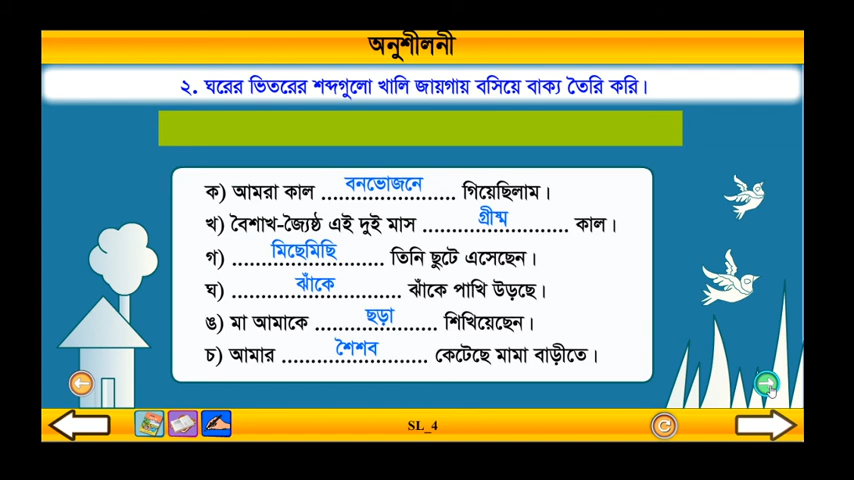 অনুশীলনী
২. ঘরের ভিতরের শব্দগুলো খালি জায়গায় বসিয়ে বাক্য তৈরি করি।
ক) আমরা কাল ......বনভোজনে...... গিয়েছিলাম।
খ) বৈশাখ-জ্যৈষ্ঠ এই দুই মাস ......গ্রীষ্ম...... কাল।
গ) ......মিছেমিছি...... তিনি ছুটে এসেছেন।
ঘ) ......ঝাঁকে...... ঝাঁকে পাখি উড়ছে।
ঙ) মা আমাকে ......ছড়া...... শিখিয়েছেন।
চ) আমার ......শৈশব...... কেটেছে মামা বাড়ীতে।
SL_4